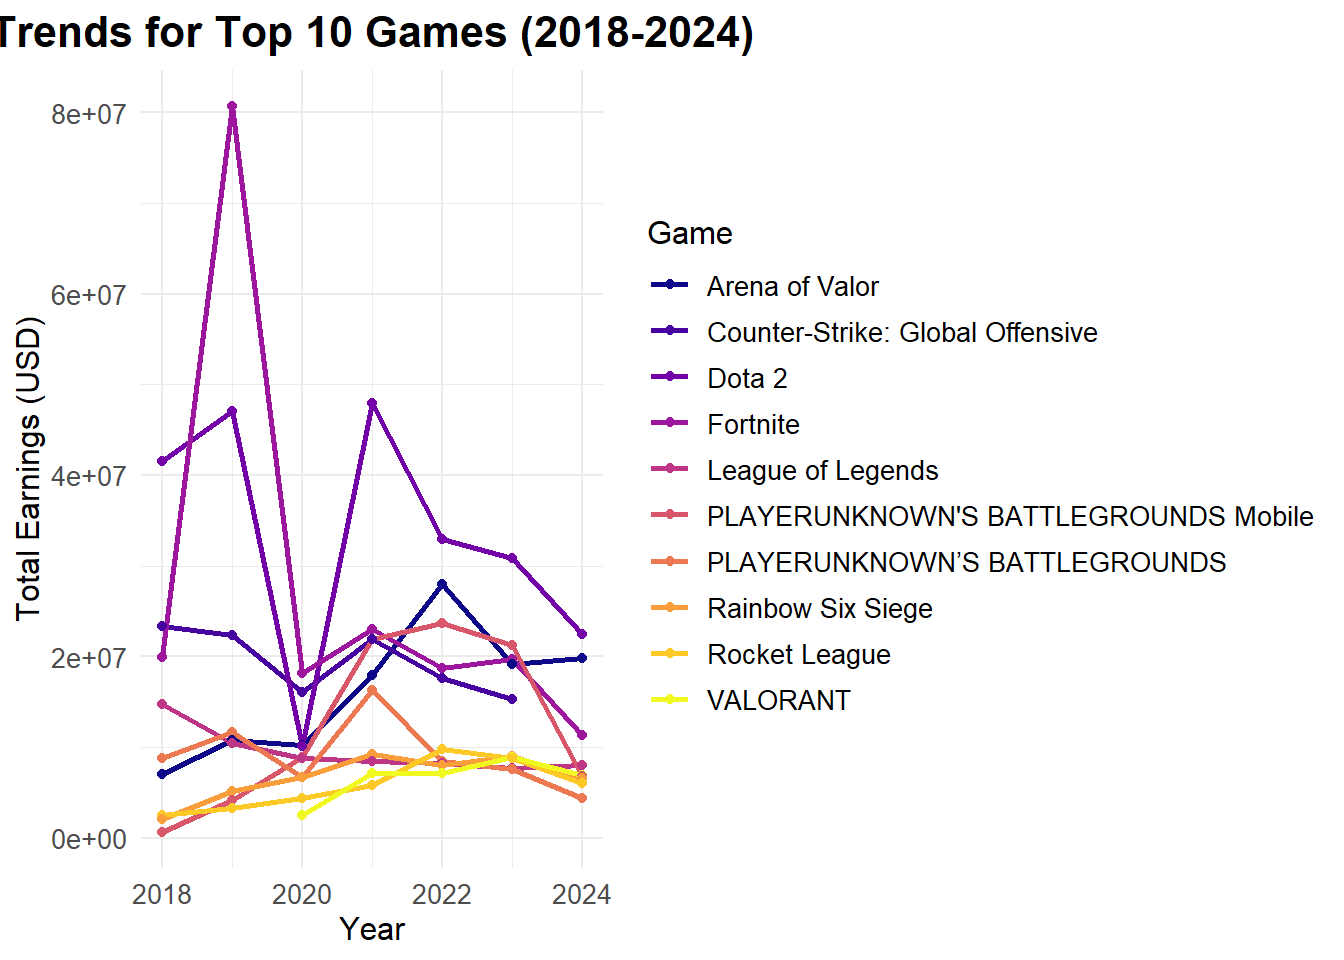 Trends for Top 10 Games (2018-2024)
8e+07
6e+07
4e+07
2e+07
0e+00
Total Earnings (USD)
2018 2020 2022 2024
Year
Game
Arena of Valor
Counter-Strike: Global Offensive
Dota 2
Fortnite
League of Legends
PLAYERUNKNOWN'S BATTLEGROUNDS Mobile
PLAYERUNKNOWN’S BATTLEGROUNDS
Rainbow Six Siege
Rocket League
VALORANT